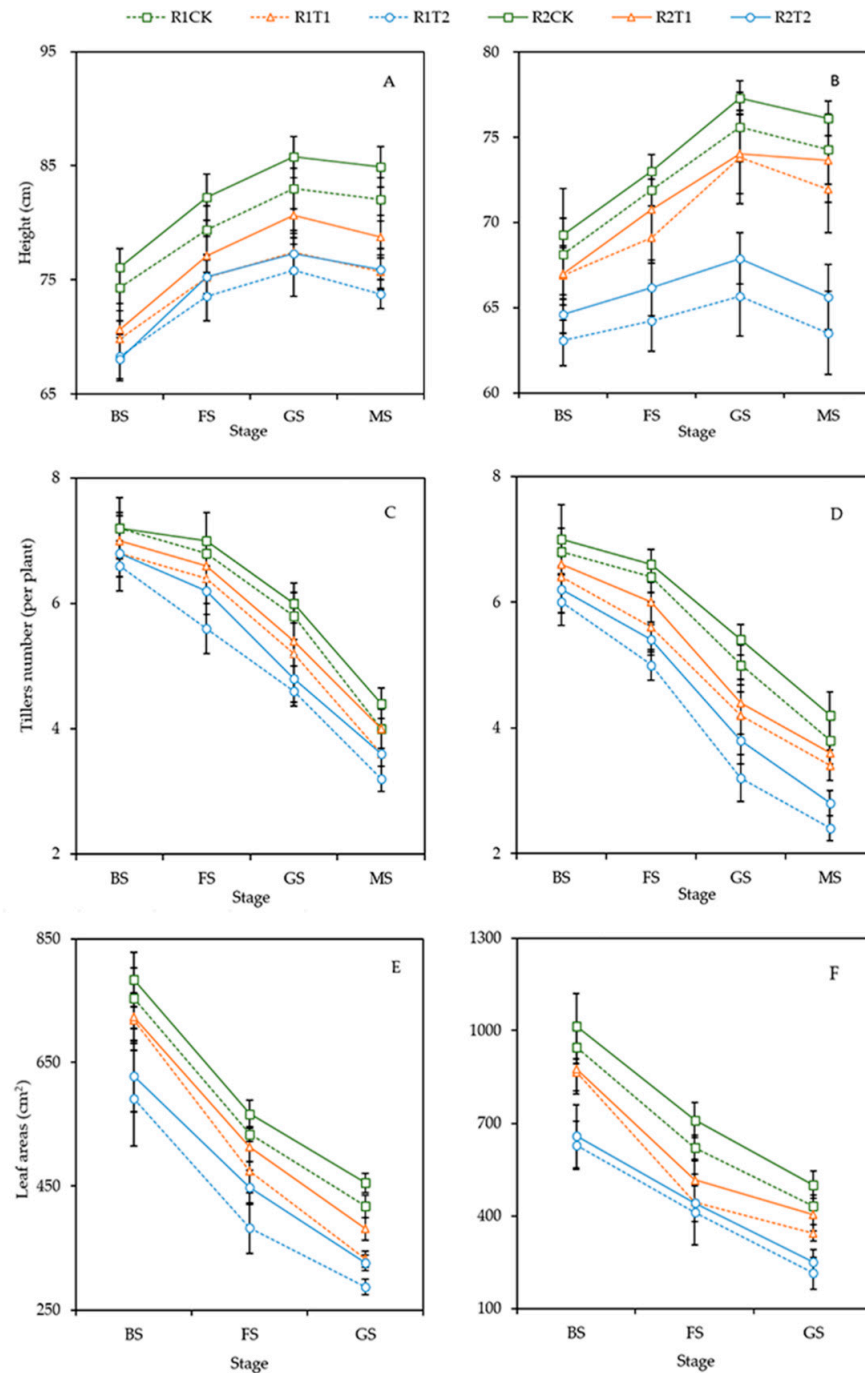 R1CK R1T1 R1T2 R2CK R2T1 R2T2
95
85
75
65
Height (cm)
A
BS FS GS MS
Stage
80
75
70
65
60
B
BS FS GS MS
Stage
8
6
4
2
Tillers number (per plant)
C
BS FS GS MS
Stage
8
6
4
2
D
BS FS GS MS
Stage
850
650
450
250
Leaf areas (cm²)
E
BS FS GS
Stage
1300
1000
700
400
100
F
BS FS GS
Stage